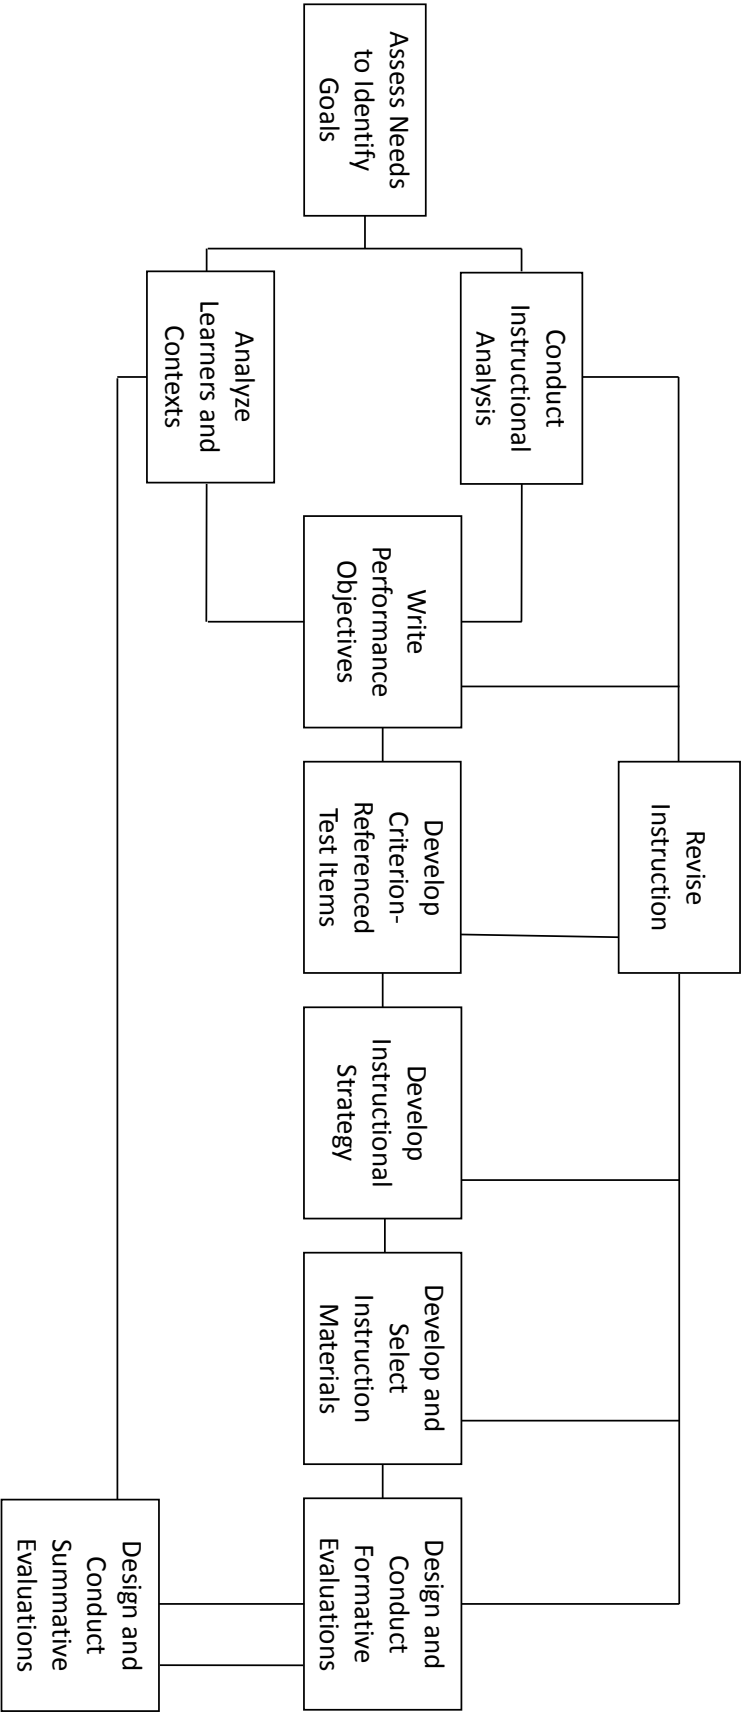 Assess Needs
to Identify
Goals
Conduct
Instructional
Analysis
Analyze
Learners and
Contexts
Write
Performance
Objectives
Revise
Instruction
Develop
Criterion-
Referenced
Test Items
Develop
Instructional
Strategy
Develop and
Select
Instruction
Materials
Design and
Conduct
Formative
Evaluations
Design and
Conduct
Summative
Evaluations